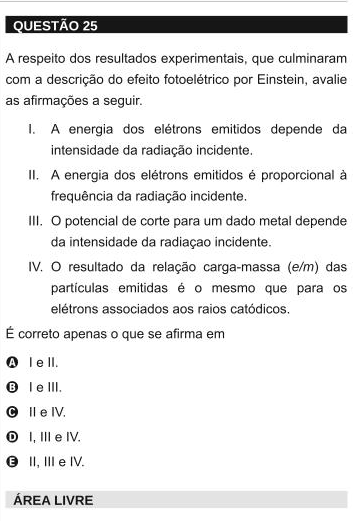 QUESTÃO 25
A respeito dos resultados experimentais, que culminaram
com a descrição do efeito fotoelétrico por Einstein, avalie
as afirmações a seguir.
I. A energia dos elétrons emitidos depende da
intensidade da radiação incidente.
II. A energia dos elétrons emitidos é proporcional à
frequência da radiação incidente.
III. O potencial de corte para um dado metal depende
da intensidade da radiaçao incidente.
IV. O resultado da relação carga-massa (e/m) das
partículas emitidas é o mesmo que para os
elétrons associados aos raios catódicos.
É correto apenas o que se afirma em
A I e II.
B I e III.
C II e IV.
D I, III e IV.
E II, III e IV.
ÁREA LIVRE